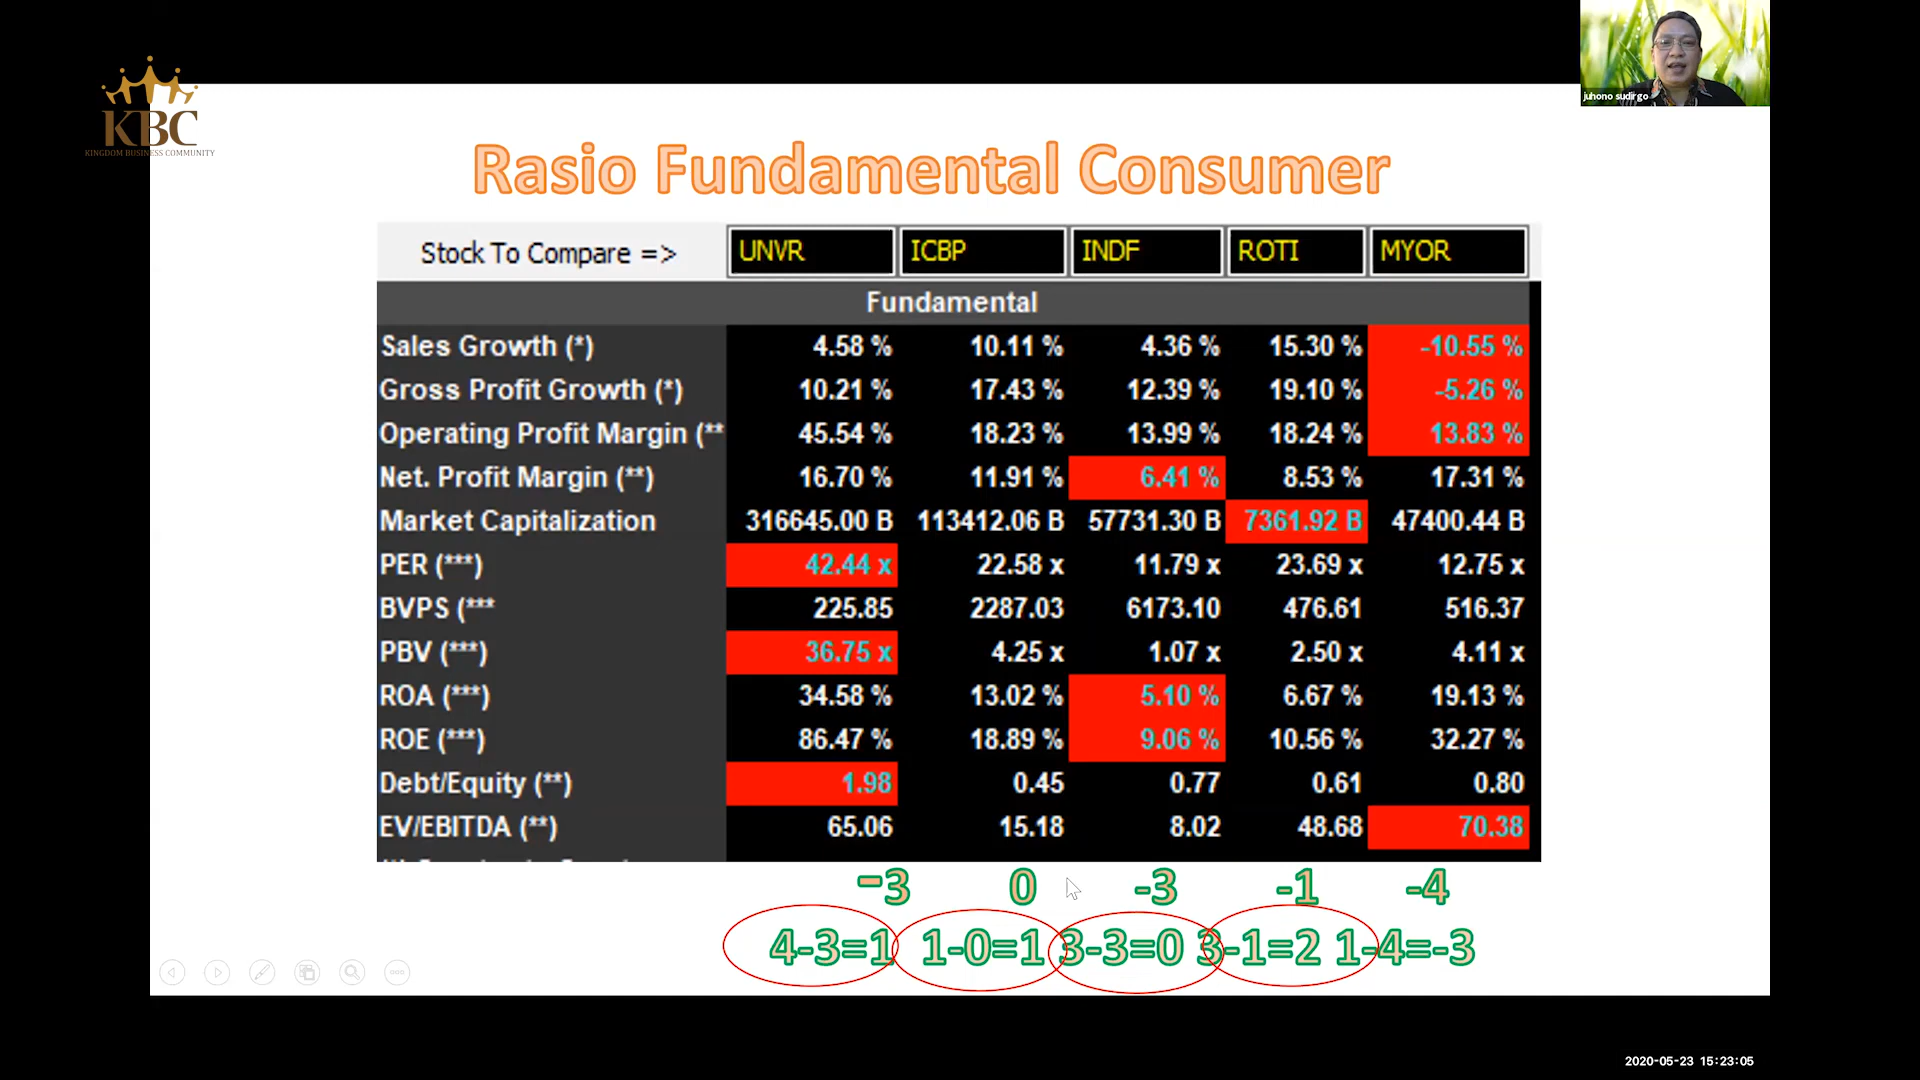 juhono sudirgo
KBC
KINGDOM BUSINESS COMMUNITY
Rasio Fundamental Consumer
Stock To Compare => UNVR ICBP INDF ROTI MYOR
Fundamental
Sales Growth (*) 4.58 % 10.11 % 4.36 % 15.30 % -10.55 %
Gross Profit Growth (*) 10.21 % 17.43 % 12.39 % 19.10 % -5.26 %
Operating Profit Margin (** 45.54 % 18.23 % 13.99 % 18.24 % 13.83 %
Net. Profit Margin (**) 16.70 % 11.91 % 6.41 % 8.53 % 17.31 %
Market Capitalization 316645.00 B 113412.06 B 57731.30 B 7361.92 B 47400.44 B
PER (***) 42.44 x 22.58 x 11.79 x 23.69 x 12.75 x
BVPS (*** 225.85 2287.03 6173.10 476.61 516.37
PBV (***) 36.75 x 4.25 x 1.07 x 2.50 x 4.11 x
ROA (***) 34.58 % 13.02 % 5.10 % 6.67 % 19.13 %
ROE (***) 86.47 % 18.89 % 9.06 % 10.56 % 32.27 %
Debt/Equity (**) 1.98 0.45 0.77 0.61 0.80
EV/EBITDA (**) 65.06 15.18 8.02 48.68 70.38
-3 0 -3 -1 -4
4-3=1 1-0=1 3-3=0 3-1=2 1-4=-3
2020-05-23 15:23:05